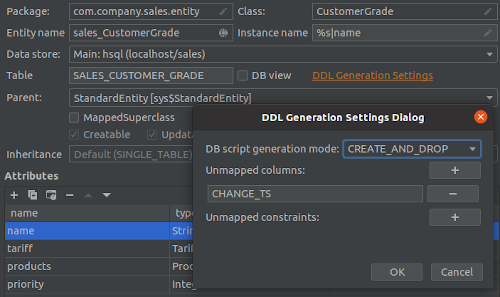 Package: com.company.sales.entity Class: CustomerGrade
Entity name sales_CustomerGrade Instance name %s|name
Data store: Main: hsql (localhost/sales)
Table SALES_CUSTOMER_GRADE DB view DDL Generation Settings
Parent: StandardEntity [sys$StandardEntity]
MappedSuperclass
Creatable Updata
Inheritance Default (SINGLE_TABLE)
Attributes
name type
name Strin
tariff Tarif
products Prod
priority Integ
DDL Generation Settings Dialog
DB script generation mode: CREATE_AND_DROP
Unmapped columns:
CHANGE_TS
Unmapped constraints:
OK Cancel